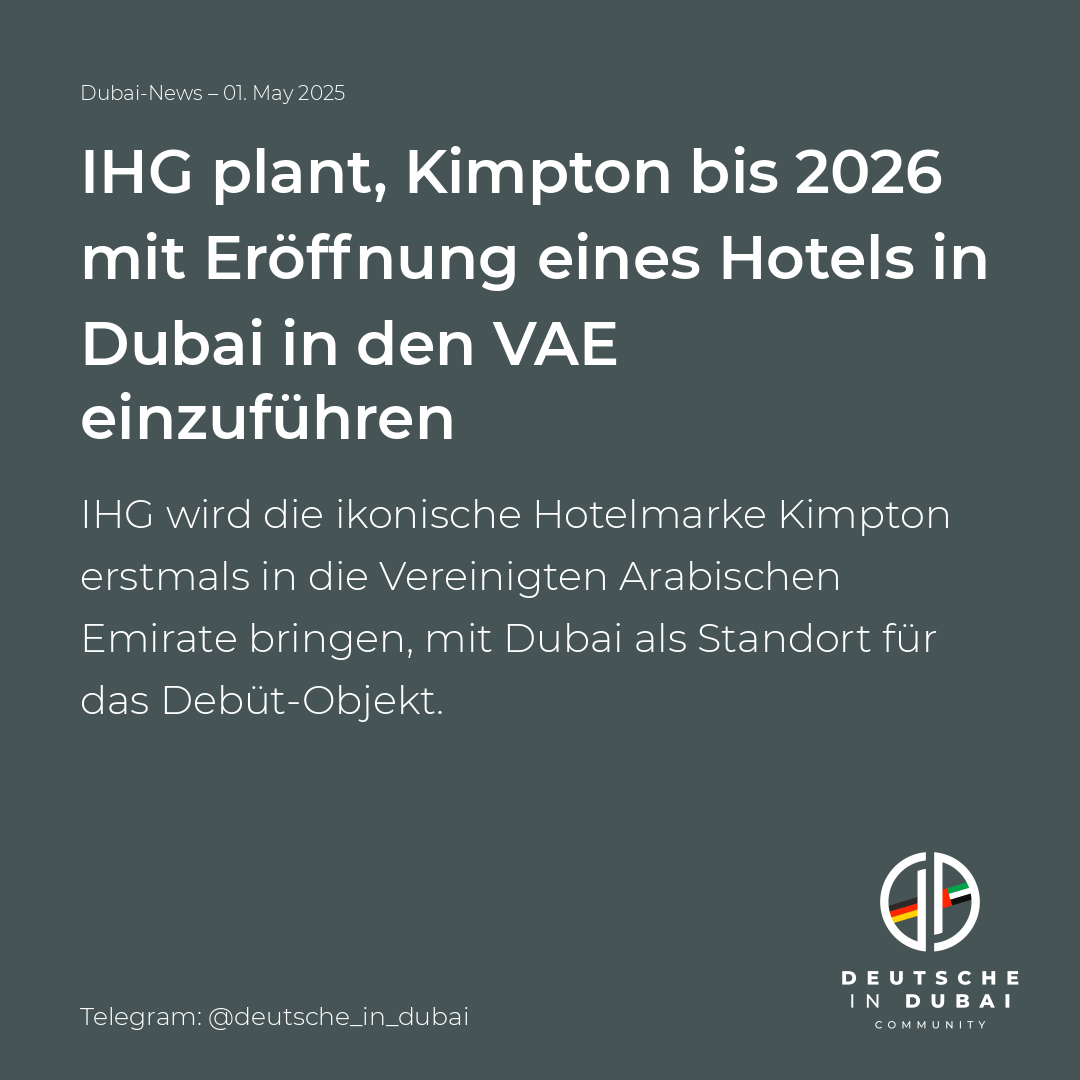 Dubai-News – 01. May 2025
IHG plant, Kimpton bis 2026
mit Eröffnung eines Hotels in
Dubai in den VAE
einzuführen
IHG wird die ikonische Hotelmarke Kimpton
erstmals in die Vereinigten Arabischen
Emirate bringen, mit Dubai als Standort für
das Debüt-Objekt.
DEUTSCHE
IN DUBAI
COMMUNITY
Telegram: @deutsche_in_dubai